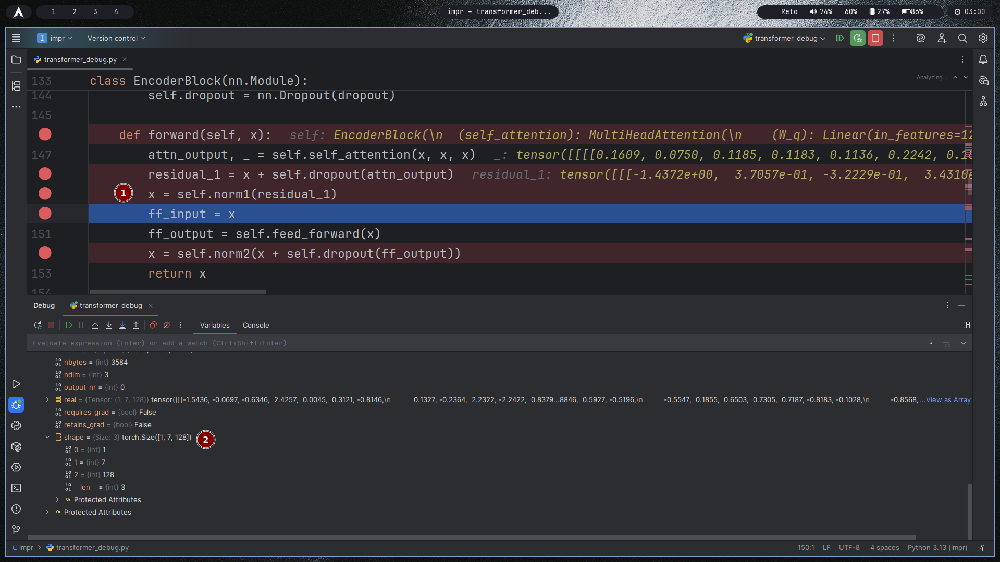 1 2 3 4
impr – transformer_deb...
Reto 74% 60% 27% 86% 03:00
I impr Version control
transformer_debug
transformer_debug.py
133 class EncoderBlock(nn.Module):
Analyzing...
144 self.dropout = nn.Dropout(dropout)
145
def forward(self, x): self: EncoderBlock(\n (self_attention): MultiHeadAttention(\n (W_q): Linear(in_features=12
147 attn_output, _ = self.self_attention(x, x, x) _: tensor([[[[0.1609, 0.0750, 0.1185, 0.1183, 0.1136, 0.2242, 0.18
residual_1 = x + self.dropout(attn_output) residual_1: tensor([[[-1.4372e+00, 3.7057e-01, -3.2229e-01, 3.4310e
1 x = self.norm1(residual_1)
ff_input = x
151 ff_output = self.feed_forward(x)
x = self.norm2(x + self.dropout(ff_output))
153 return x
154
Debug transformer_debug
Variables Console
Evaluate expression (Enter) or add a watch (Ctrl+Shift+Enter)
nbytes = {int} 3584
ndim = {int} 3
output_nr = {int} 0
real = {Tensor: (1, 7, 128)} tensor([[[-1.5436, -0.0697, -0.6346, 2.4257, 0.0045, 0.3121, -0.8146,\n 0.1327, -0.2364, 2.2322, -2.2422, 0.8379...8846, 0.5927, -0.5196,\n -0.5547, 0.1855, 0.6503, 0.7305, 0.7187, -0.8183, -0.1028,\n -0.8568, ...View as Array
requires_grad = {bool} False
retains_grad = {bool} False
shape = {Size: 3} torch.Size([1, 7, 128]) 2
0 = {int} 1
1 = {int} 7
2 = {int} 128
__len__ = {int} 3
Protected Attributes
Protected Attributes
impr transformer_debug.py
150:1 LF UTF-8 4 spaces Python 3.13 (impr)